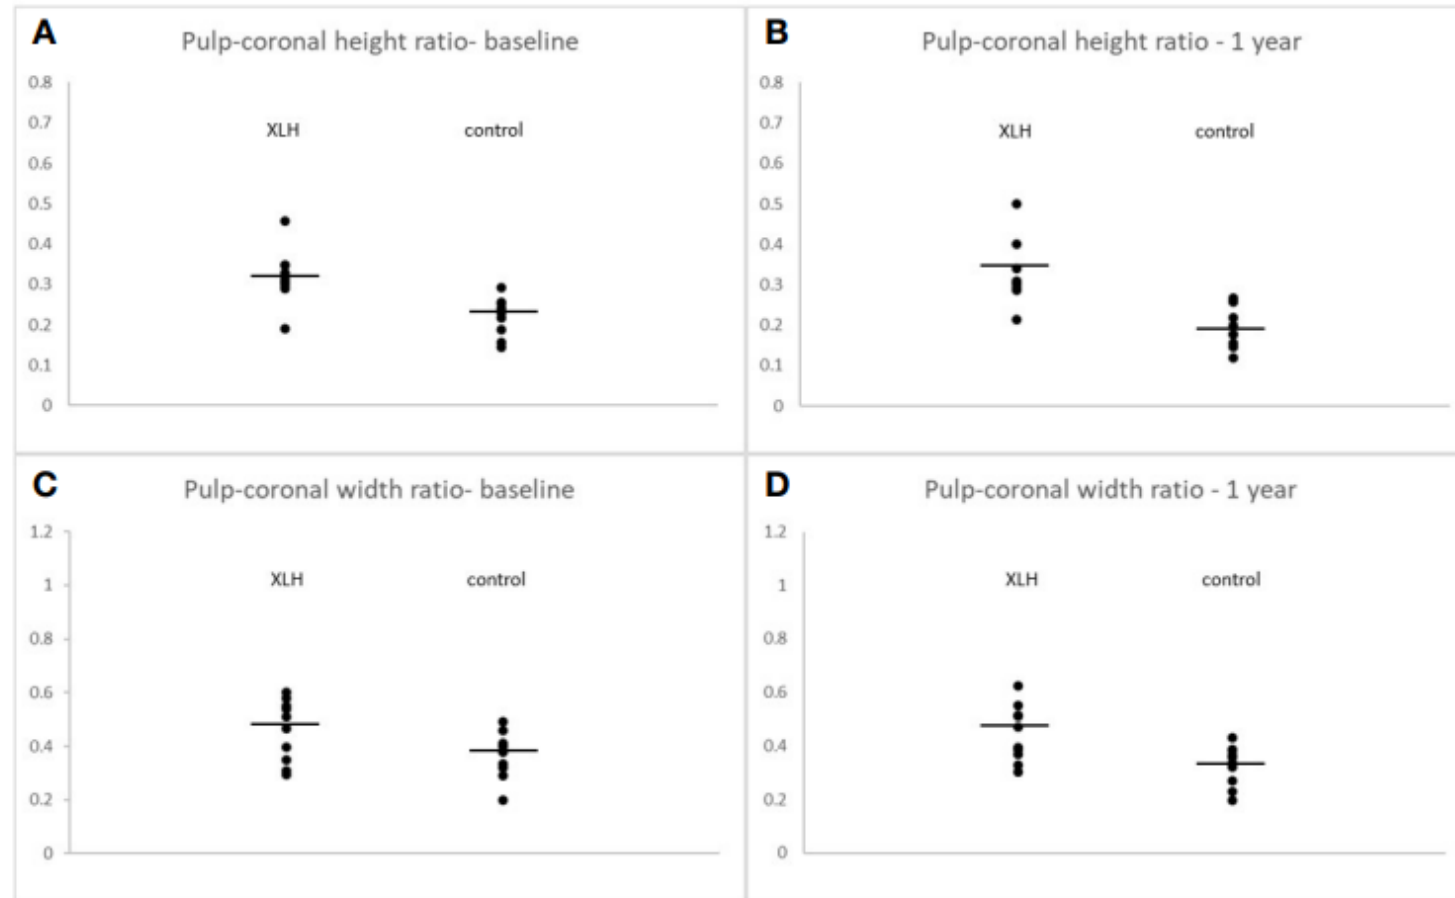 A
Pulp-coronal height ratio- baseline
0.8
0.7
XLH control
0.6
0.5
0.4
0.3
0.2
0.1
0
B
Pulp-coronal height ratio - 1 year
0.8
0.7
XLH control
0.6
0.5
0.4
0.3
0.2
0.1
0
C
Pulp-coronal width ratio- baseline
1.2
1
XLH control
0.8
0.6
0.4
0.2
0
D
Pulp-coronal width ratio - 1 year
1.2
1
XLH control
0.8
0.6
0.4
0.2
0